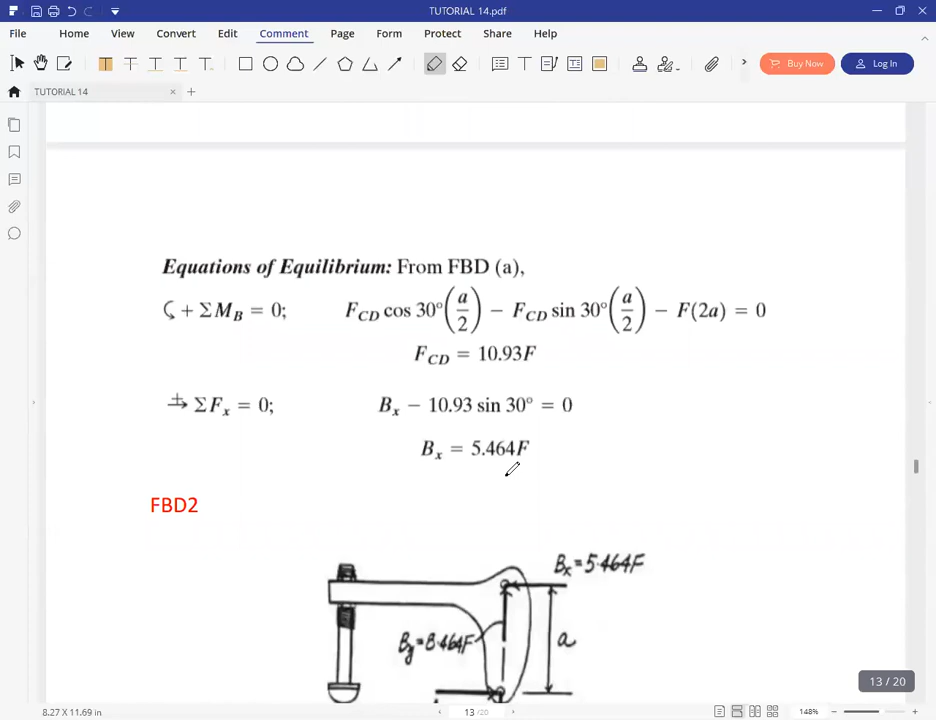 TUTORIAL 14.pdf
File Home View Convert Edit Comment Page Form Protect Share Help
Buy Now Log In
TUTORIAL 14
Equations of Equilibrium: From FBD (a),
↺ + ΣM_B = 0; F_CD cos 30°(a/2) − F_CD sin 30°(a/2) − F(2a) = 0
F_CD = 10.93F
→+ ΣF_x = 0; B_x − 10.93 sin 30° = 0
B_x = 5.464F
FBD2
Bx=5.464F
By=8.464F
a
13 / 20
8.27 x 11.69 in 13 /20 148%